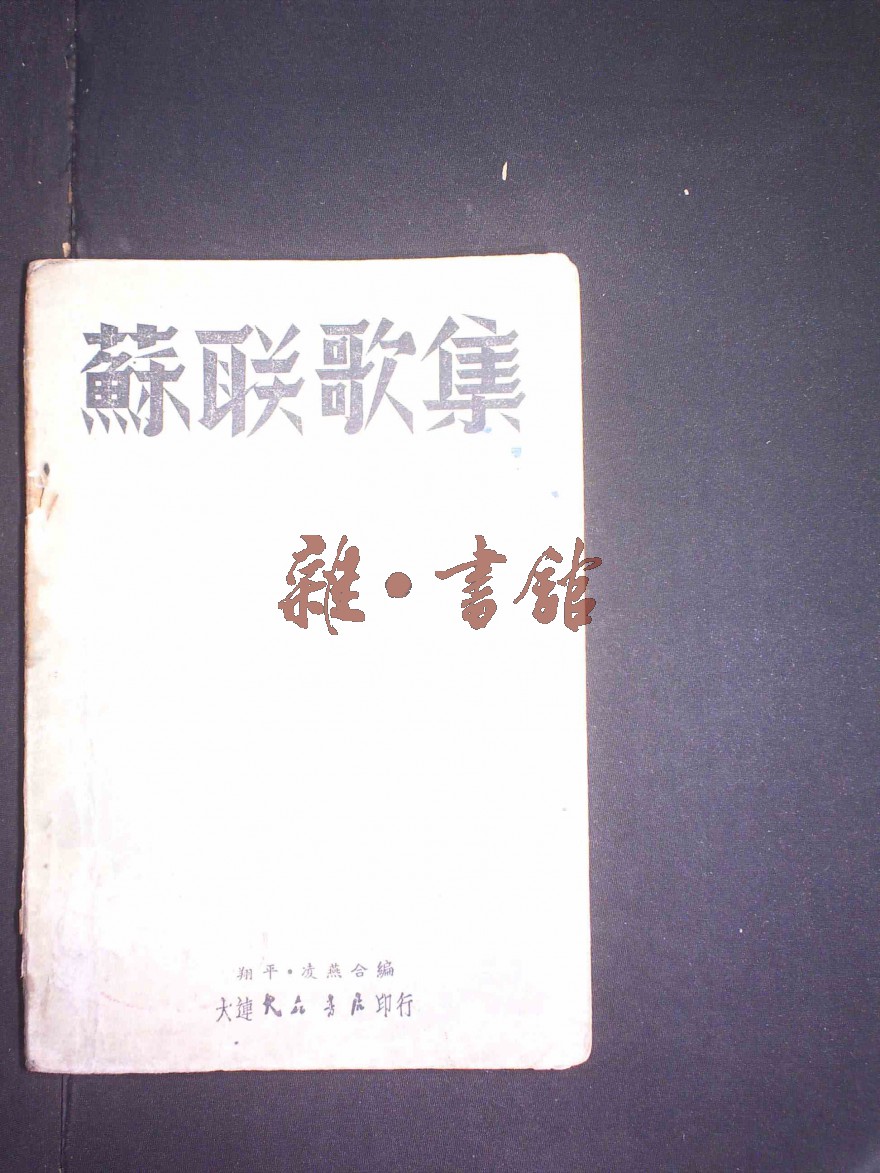 蘇联歌集
雜·書館
翔平·凌燕合編
大連大众書店印行